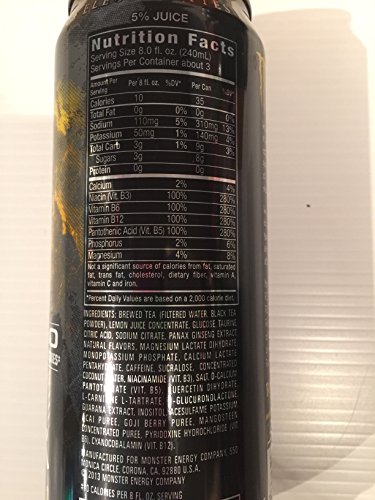 5% JUICE
Nutrition Facts
Serving Size 8.0 fl.oz. (240mL)
Servings Per Container about 3
Amount Per Serving Per 8 fl.oz. %DV* Per Can %DV*
Calories 10 35
Total Fat 0g 0% 0g 0%
Sodium 110mg 5% 310mg 13%
Potassium 50mg 1% 140mg 4%
Total Carb 3g 1% 9g 3%
Sugars 3g 8g
Protein 0g 0g
Calcium 2% 4%
Niacin (Vit. B3) 100% 280%
Vitamin B6 100% 280%
Vitamin B12 100% 280%
Pantothenic Acid (Vit. B5) 100% 280%
Phosphorus 2% 6%
Magnesium 4% 8%
Not a significant source of calories from fat, saturated
fat, trans fat, cholesterol, dietary fiber, vitamin A,
vitamin C and iron.
*Percent Daily Values are based on a 2,000 calorie diet.
INGREDIENTS: BREWED TEA (FILTERED WATER, BLACK TEA
POWDER), LEMON JUICE CONCENTRATE, GLUCOSE, TAURINE,
CITRIC ACID, SODIUM CITRATE, PANAX GINSENG EXTRACT,
NATURAL FLAVORS, MAGNESIUM LACTATE DIHYDRATE,
MONOPOTASSIUM PHOSPHATE, CALCIUM LACTATE
PENTAHYDRATE, CAFFEINE, SUCRALOSE, CONCENTRATED
COCONUT WATER, NIACINAMIDE (VIT. B3), SALT, D-CALCIUM
PANTOTHENATE (VIT. B5), QUERCETIN DIHYDRATE,
L-CARNITINE L-TARTRATE, D-GLUCURONOLACTONE,
GUARANA EXTRACT, INOSITOL, ACESULFAME POTASSIUM,
ACAI PUREE, GOJI BERRY PUREE, MANGOSTEEN
CONCENTRATED PUREE, PYRIDOXINE HYDROCHLORIDE (VIT.
B6), CYANOCOBALAMIN (VIT. B12).
MANUFACTURED FOR MONSTER ENERGY COMPANY, 550
MONICA CIRCLE, CORONA, CA. 92880 U.S.A.
© 2013 MONSTER ENERGY COMPANY
10 CALORIES PER 8 FL. OZ. SERVING